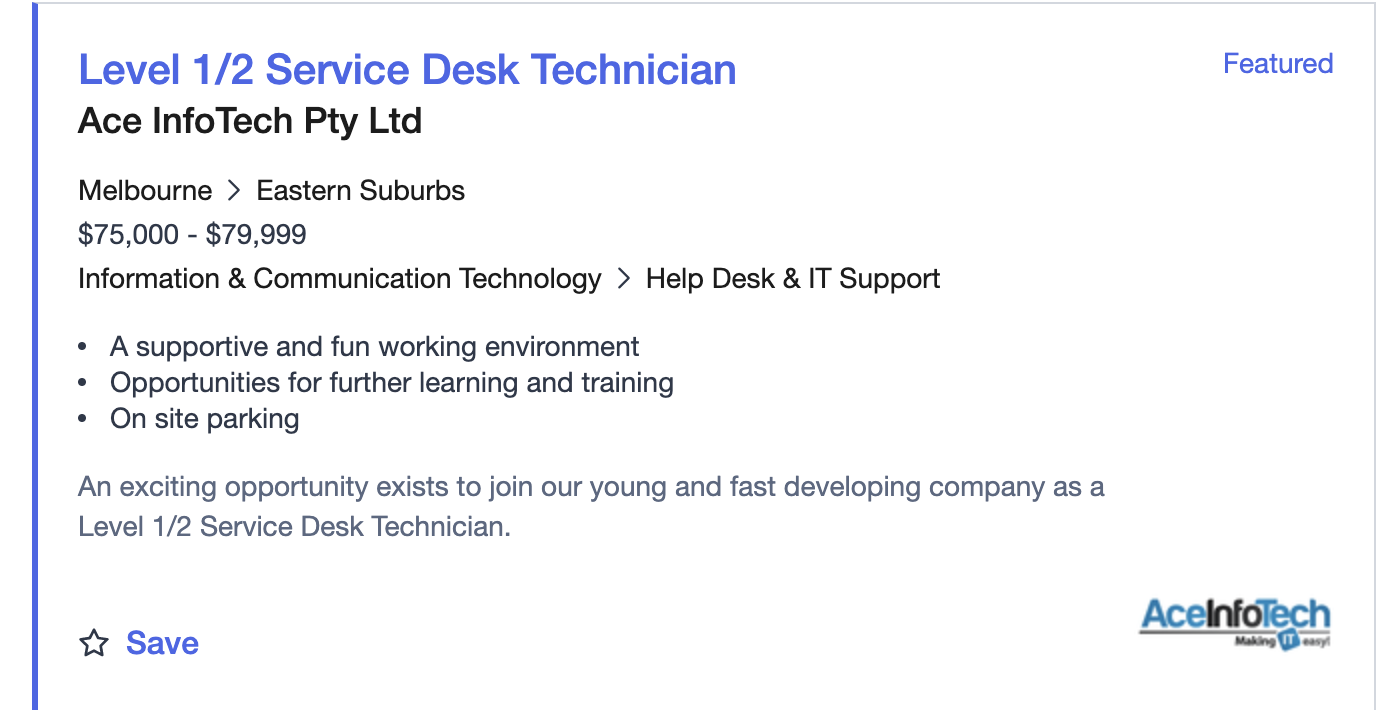 Level 1/2 Service Desk Technician
Featured
Ace InfoTech Pty Ltd
Melbourne > Eastern Suburbs
$75,000 - $79,999
Information & Communication Technology > Help Desk & IT Support
• A supportive and fun working environment
• Opportunities for further learning and training
• On site parking
An exciting opportunity exists to join our young and fast developing company as a
Level 1/2 Service Desk Technician.
AceInfoTech
Making IT easy!
Save